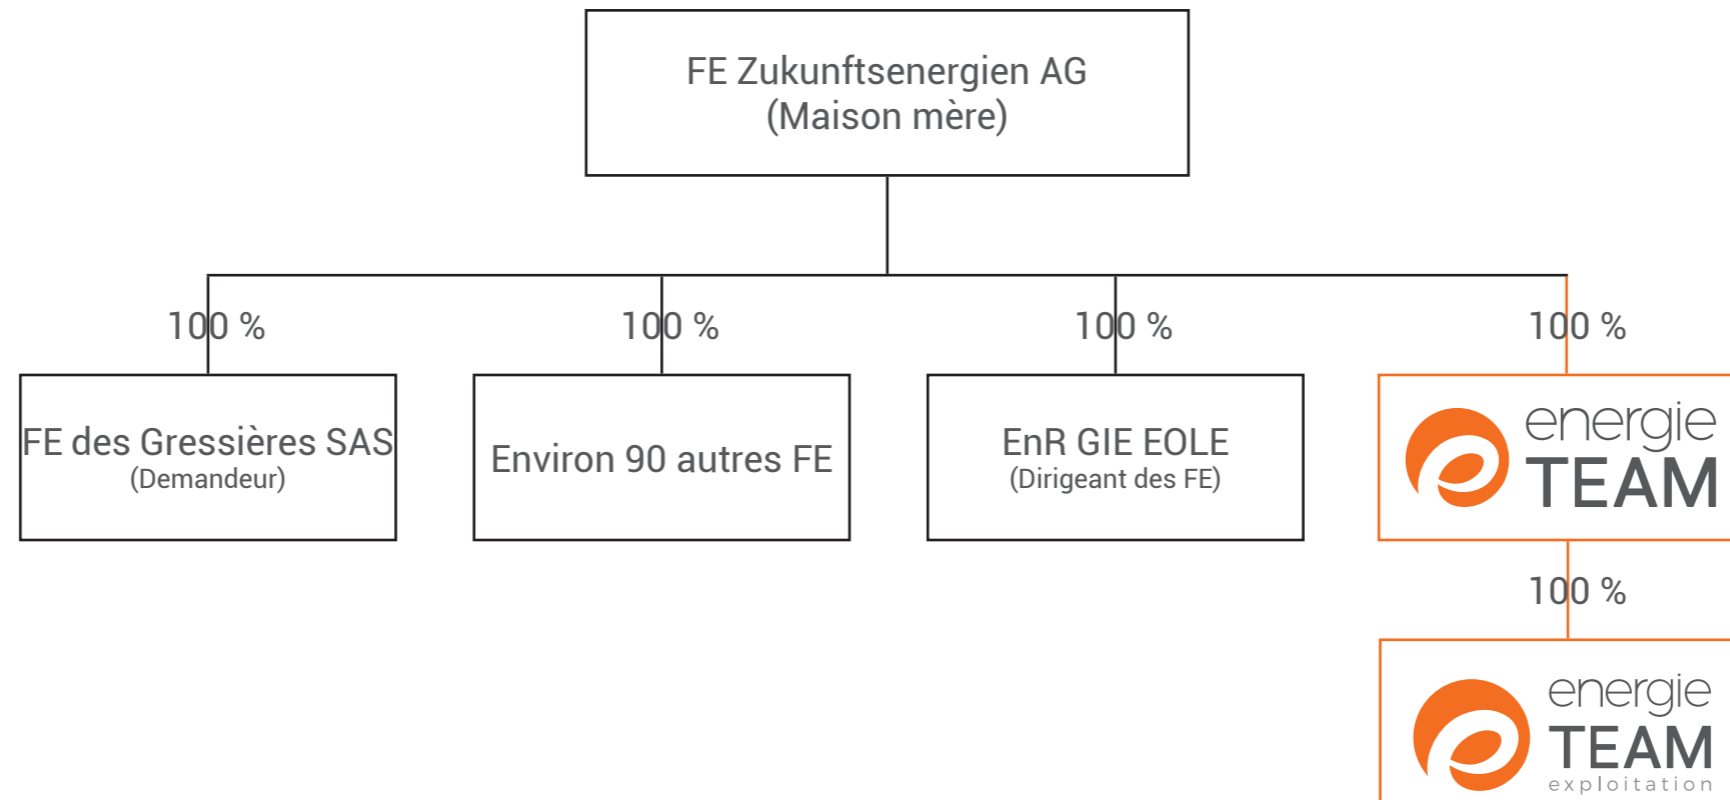 FE Zukunftsenergien AG
(Maison mère)
100 %
100 %
100 %
100 %
FE des Gressières SAS
(Demandeur)
Environ 90 autres FE
EnR GIE EOLE
(Dirigeant des FE)
energie
TEAM
100 %
energie
TEAM
exploitation